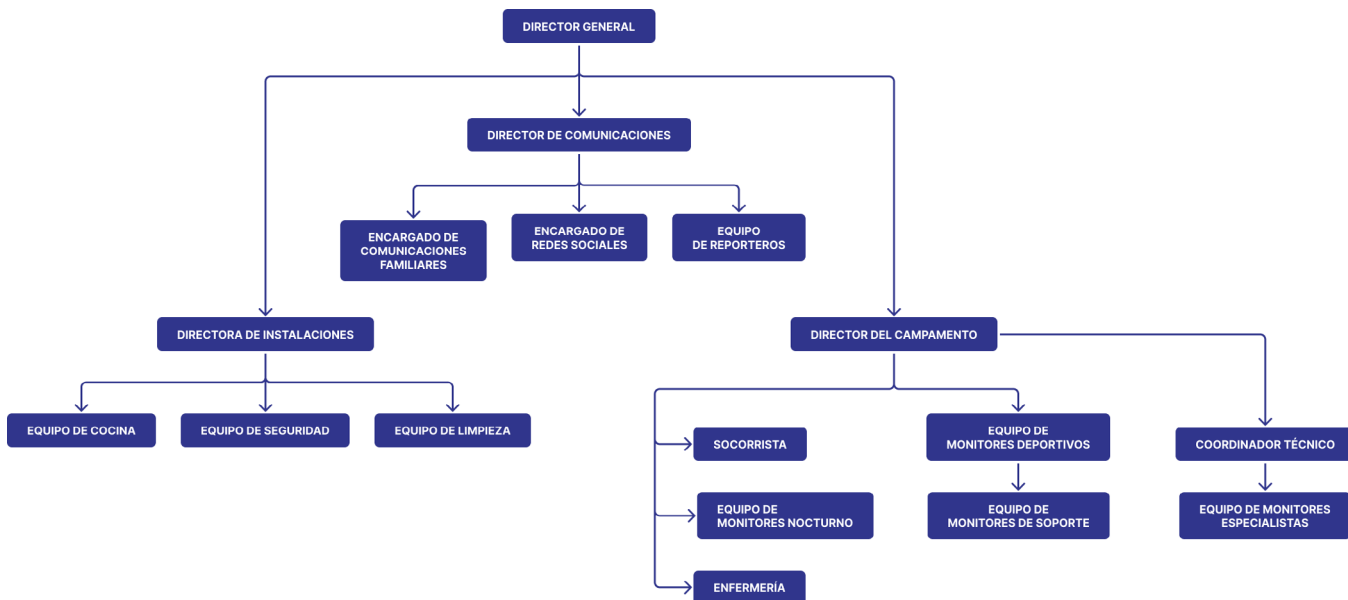 DIRECTOR GENERAL
DIRECTOR DE COMUNICACIONES
ENCARGADO DE
COMUNICACIONES
FAMILIARES
ENCARGADO DE
REDES SOCIALES
EQUIPO
DE REPORTEROS
DIRECTORA DE INSTALACIONES
DIRECTOR DEL CAMPAMENTO
EQUIPO DE COCINA
EQUIPO DE SEGURIDAD
EQUIPO DE LIMPIEZA
SOCORRISTA
EQUIPO DE
MONITORES DEPORTIVOS
COORDINADOR TÉCNICO
EQUIPO DE
MONITORES NOCTURNO
EQUIPO DE
MONITORES DE SOPORTE
EQUIPO DE MONITORES
ESPECIALISTAS
ENFERMERÍA